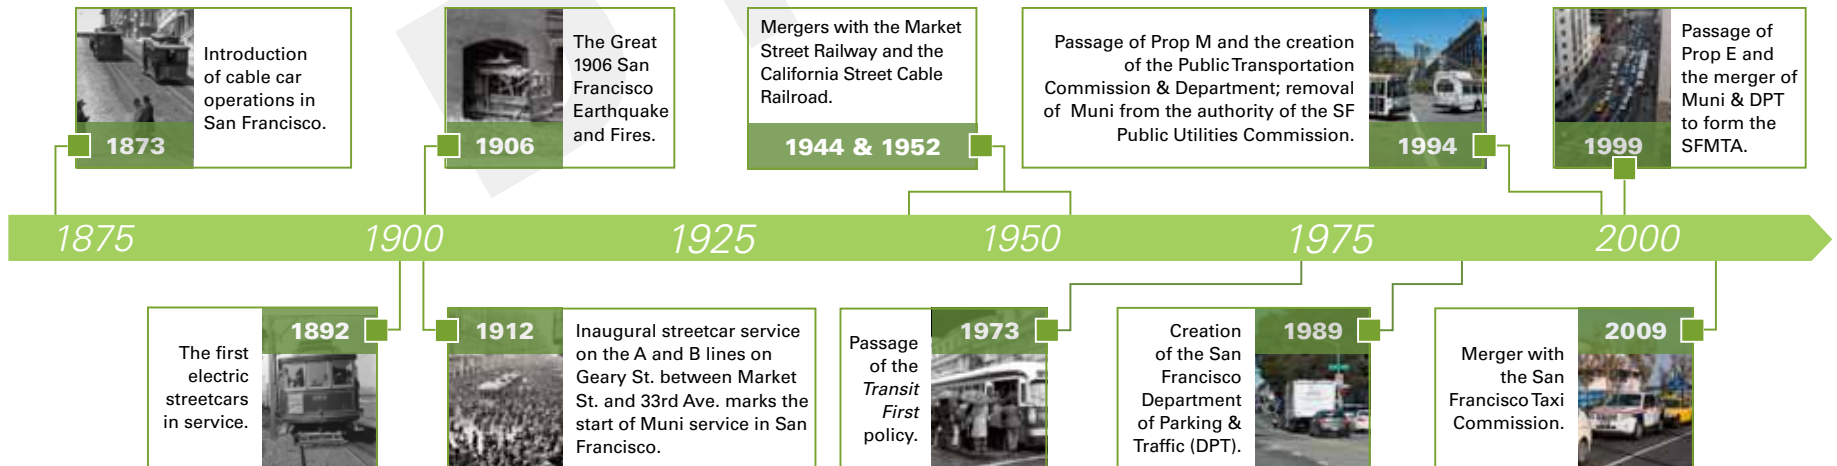 1873
Introduction
of cable car
operations in
San Francisco.
1906
The Great
1906 San
Francisco
Earthquake
and Fires.
Mergers with the Market
Street Railway and the
California Street Cable
Railroad.
1944 & 1952
Passage of Prop M and the creation
of the Public Transportation
Commission & Department; removal
of Muni from the authority of the SF
Public Utilities Commission.
1994
1999
Passage of
Prop E and
the merger of
Muni & DPT
to form the
SFMTA.
1875 1900 1925 1950 1975 2000
The first
electric
streetcars
in service.
1892
1912
Inaugural streetcar service
on the A and B lines on
Geary St. between Market
St. and 33rd Ave. marks the
start of Muni service in San
Francisco.
Passage
of the
Transit
First
policy.
1973
Creation
of the San
Francisco
Department
of Parking &
Traffic (DPT).
1989
Merger with
the San
Francisco Taxi
Commission.
2009